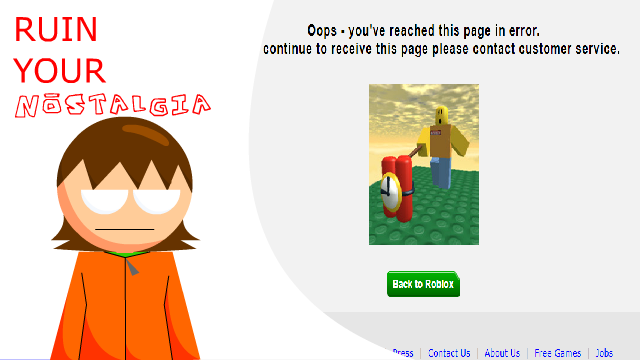 RUIN
YOUR
NOSTALGIA
Oops - you've reached this page in error.
continue to receive this page please contact customer service.
Back to Roblox
Press | Contact Us | About Us | Free Games | Jobs